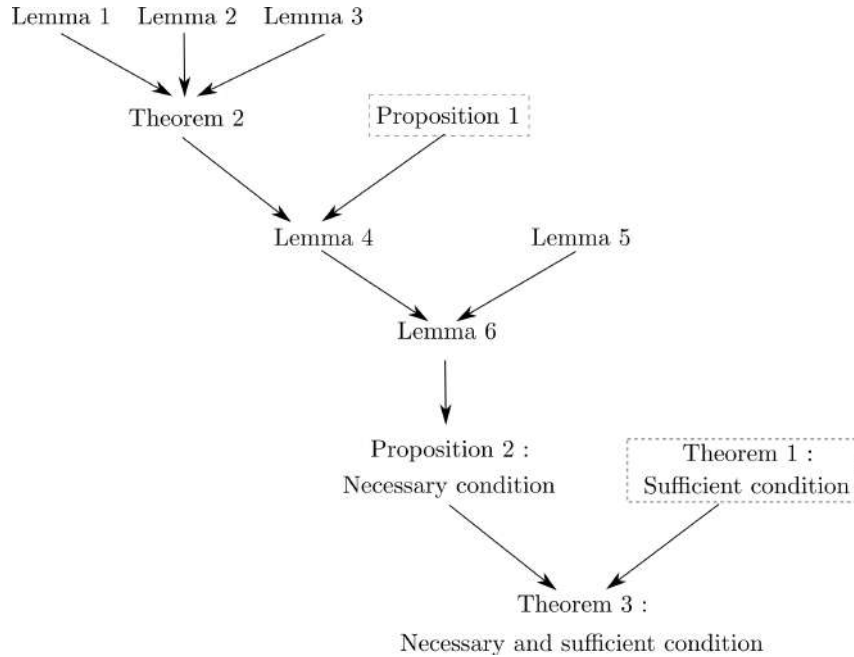 Lemma 1
Lemma 2
Lemma 3
Theorem 2
Proposition 1
Lemma 4
Lemma 5
Lemma 6
Proposition 2 :
Necessary condition
Theorem 1 :
Sufficient condition
Theorem 3 :
Necessary and sufficient condition